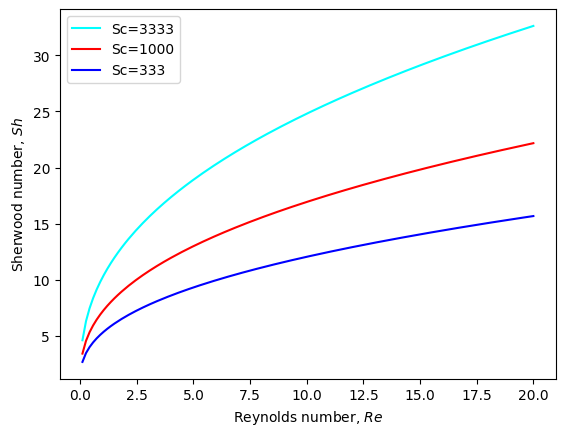 Sc=3333
Sc=1000
Sc=333
Sherwood number, Sh
30
25
20
15
10
5
0.0 2.5 5.0 7.5 10.0 12.5 15.0 17.5 20.0
Reynolds number, Re